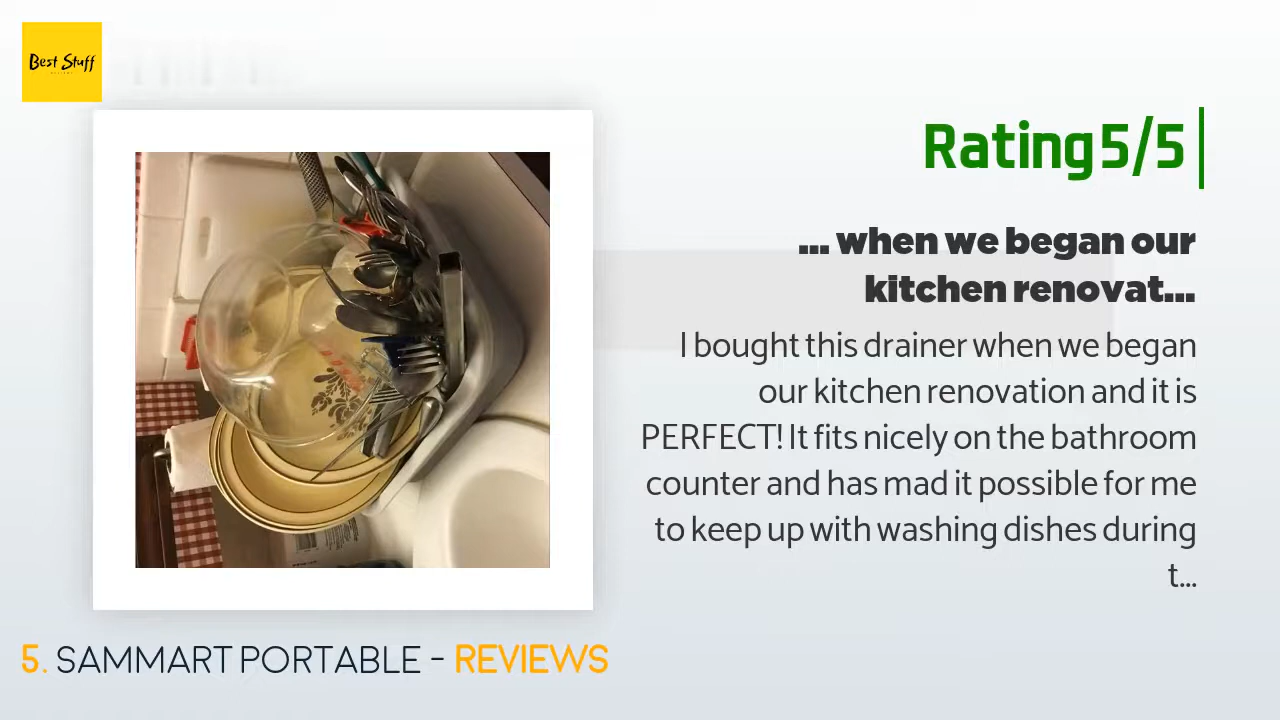 Best Stuff
Rating 5/5
... when we began our
kitchen renovat...
I bought this drainer when we began
our kitchen renovation and it is
PERFECT! It fits nicely on the bathroom
counter and has mad it possible for me
to keep up with washing dishes during
t...
5. SAMMART PORTABLE - REVIEWS